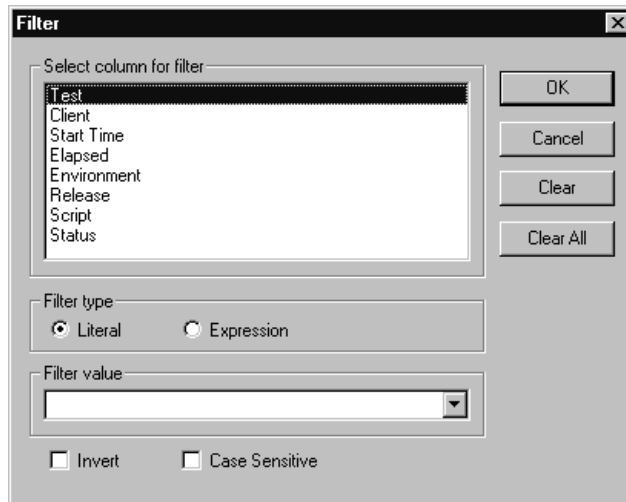 Filter
Select column for filter
Test
Client
Start Time
Elapsed
Environment
Release
Script
Status
OK
Cancel
Clear
Clear All
Filter type
Literal
Expression
Filter value
Invert
Case Sensitive